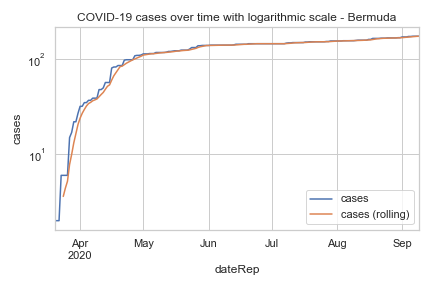 COVID-19 cases over time with logarithmic scale - Bermuda
cases
10²
10¹
Apr
2020
May
Jun
Jul
Aug
Sep
dateRep
cases
cases (rolling)